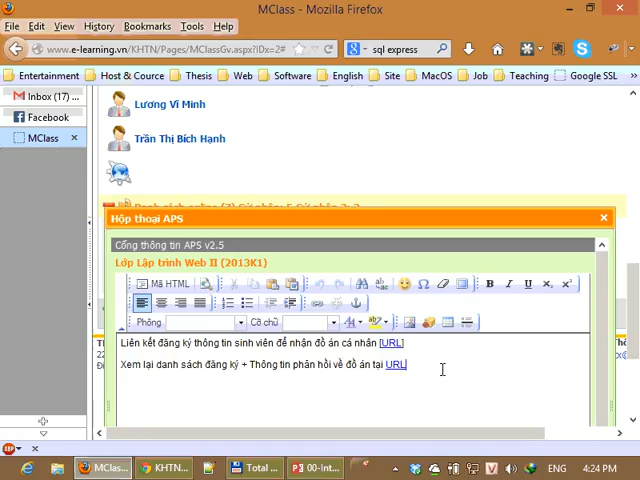 MClass - Mozilla Firefox
File Edit View History Bookmarks Tools Help
www.e-learning.vn/KHTN/Pages/MClassGv.aspx?IDx=2#
sql express
Entertainment Host & Cource Thesis Web Software English Site MacOS Job Teaching Google SSL
Inbox (17) ...
Facebook
MClass
Lương Vĩ Minh
Trần Thị Bích Hạnh
Hộp thoại APS
Cổng thông tin APS v2.5
Lớp Lập trình Web II (2013K1)
Mã HTML
Phông Cỡ chữ
Liên kết đăng ký thông tin sinh viên để nhận đồ án cá nhân [URL]
Xem lại danh sách đăng ký + Thông tin phản hồi về đồ án tại URL
MClas...
KHTN...
Total ...
00-Int...
ENG
4:24 PM